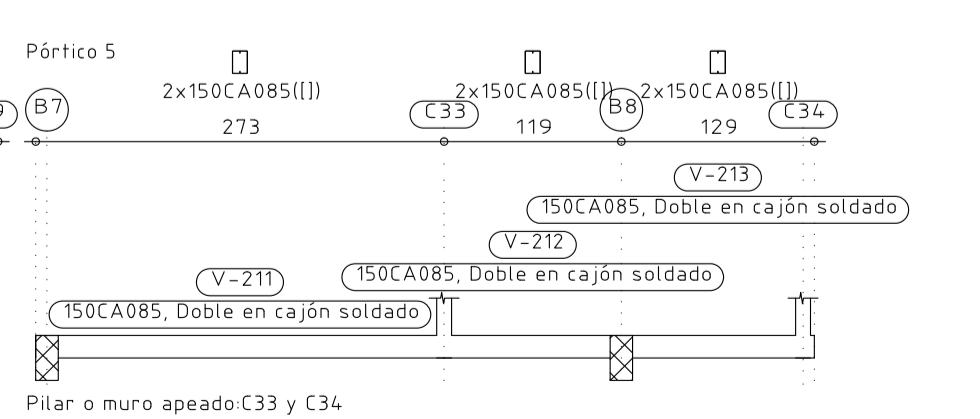 Pórtico 5
2x150CA085([]) 2x150CA085([]) 2x150CA085([])
9 B7 C33 B8 C34
273 119 129
V-213
150CA085, Doble en cajón soldado
V-212
150CA085, Doble en cajón soldado
V-211
150CA085, Doble en cajón soldado
Pilar o muro apeado:C33 y C34